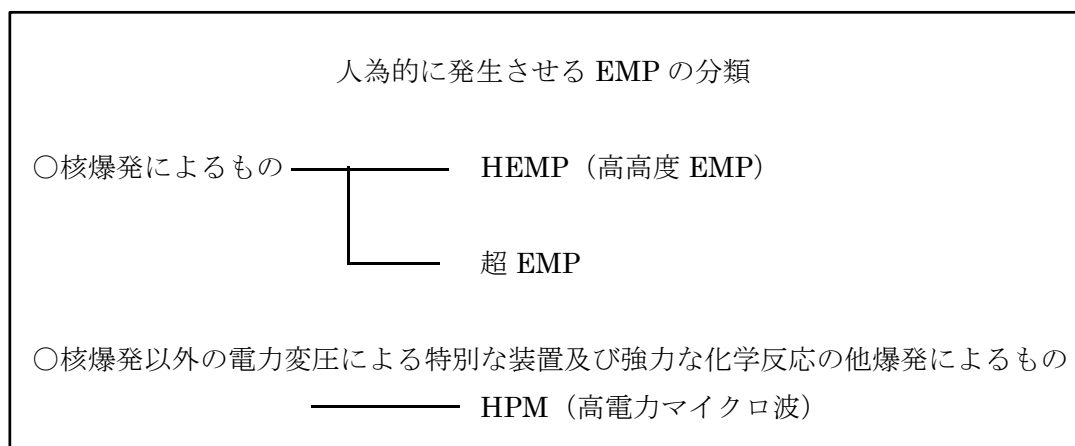 人為的に発生させる EMP の分類
○核爆発によるもの HEMP（高高度 EMP）
超 EMP
○核爆発以外の電力変圧による特別な装置及び強力な化学反応の他爆発によるもの
HPM（高電力マイクロ波）